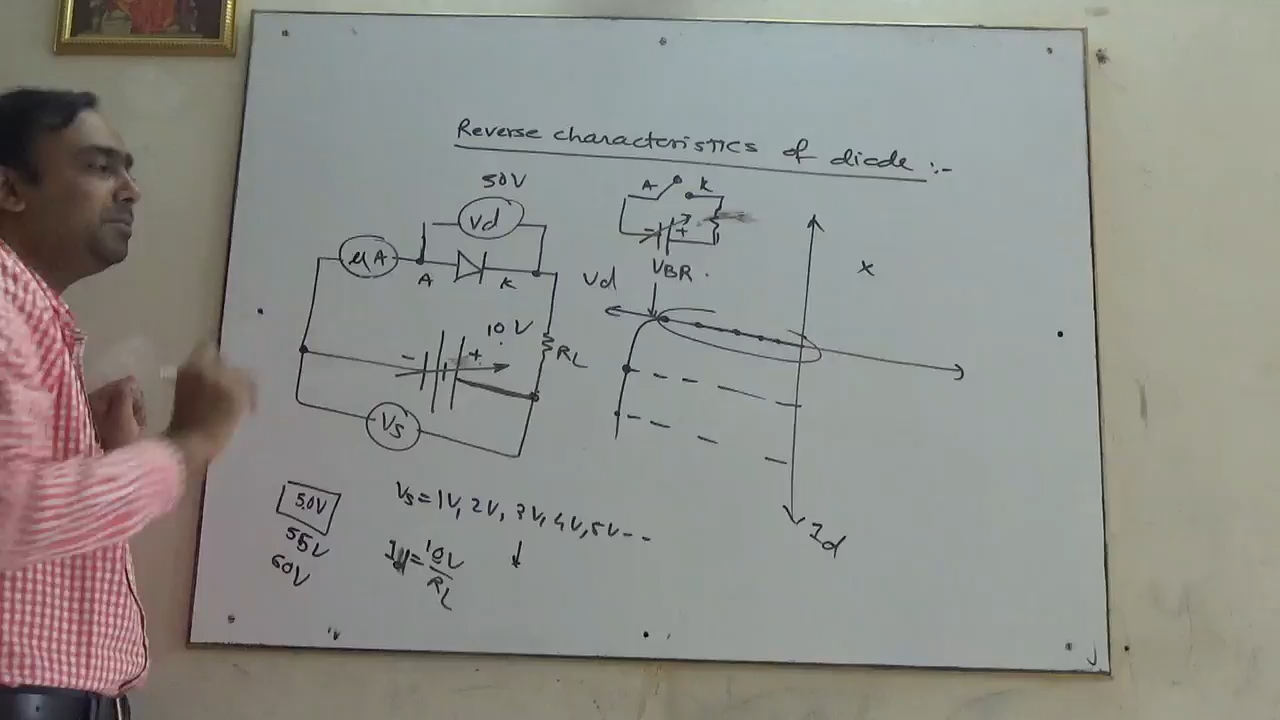 Reverse characteristics of diode :-
50V
Vd
μA
A
K
10V
-
+
RL
Vs
A
K
-
+
VBR
Vd
x
Id
50V
55V
60V
Vs = 1V, 2V, 3V, 4V, 5V --
Id = 10V
RL